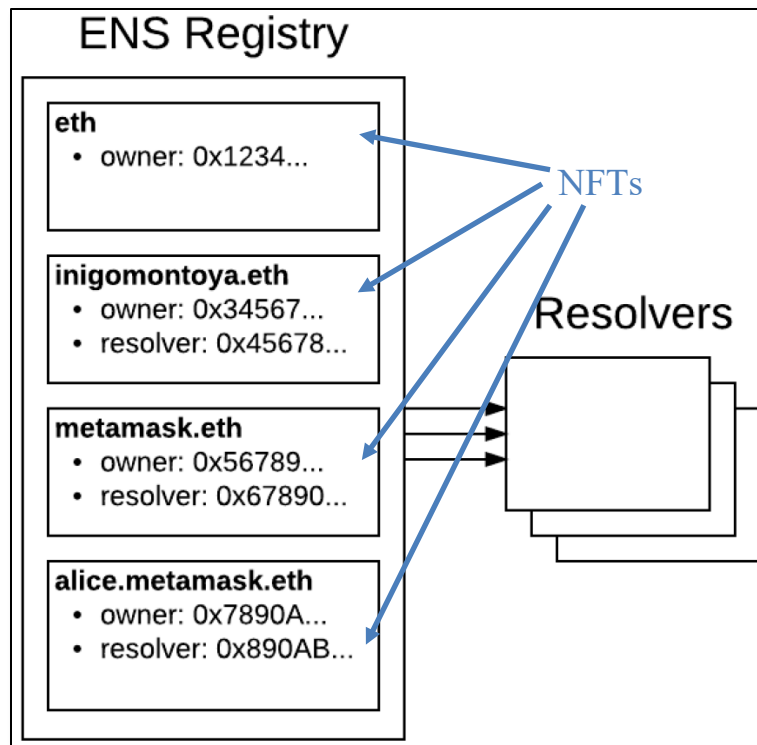 ENS Registry
eth
• owner: 0x1234...
NFTs
inigomontoya.eth
• owner: 0x34567...
• resolver: 0x45678...
Resolvers
metamask.eth
• owner: 0x56789...
• resolver: 0x67890...
alice.metamask.eth
• owner: 0x7890A...
• resolver: 0x890AB...